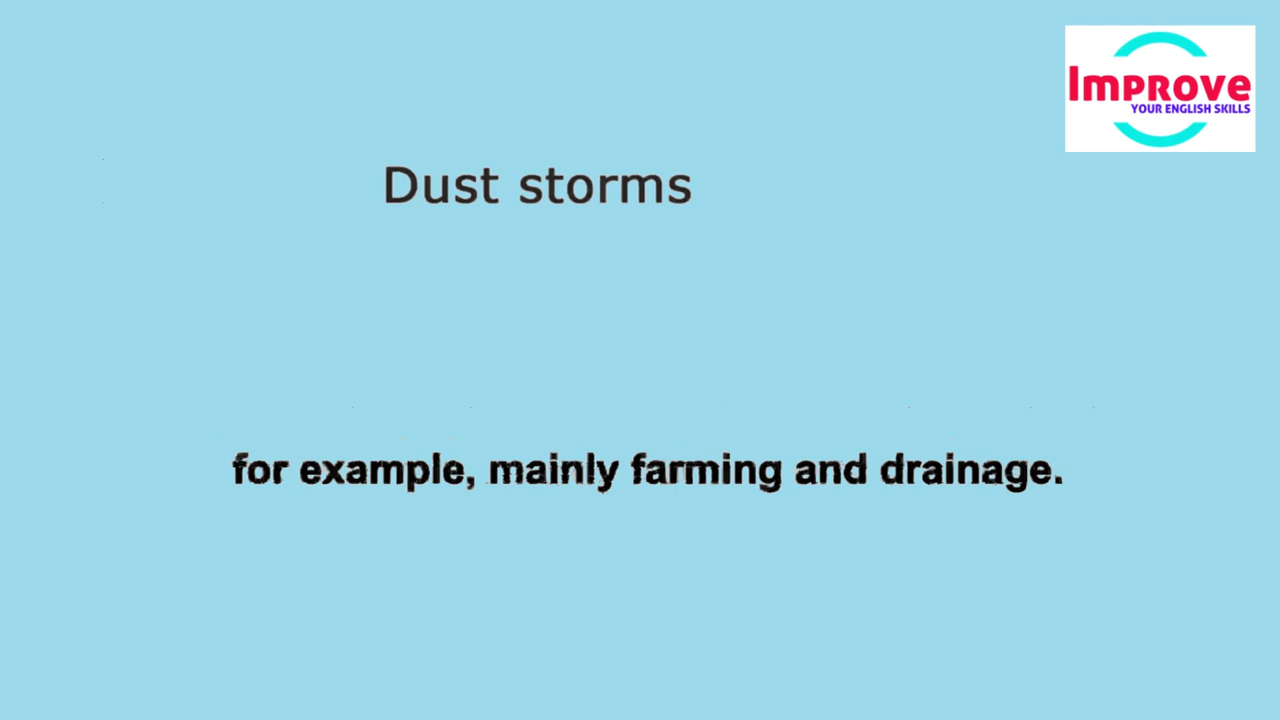 Improve
YOUR ENGLISH SKILLS
Dust storms
for example, mainly farming and drainage.